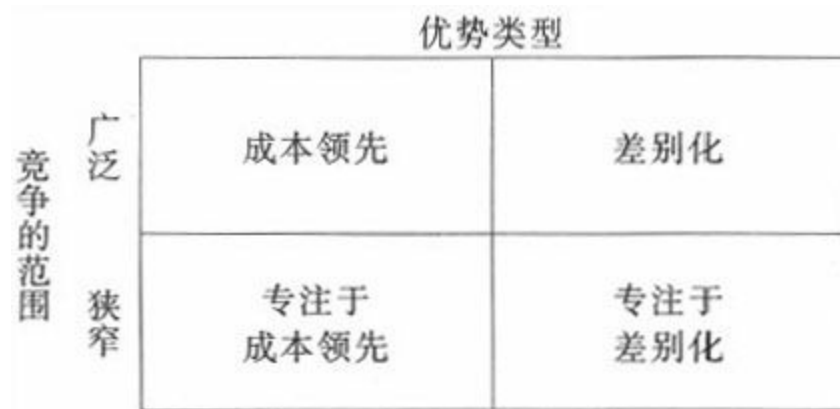 优势类型
竞争的范围
广泛
成本领先
差别化
狭窄
专注于
成本领先
专注于
差别化